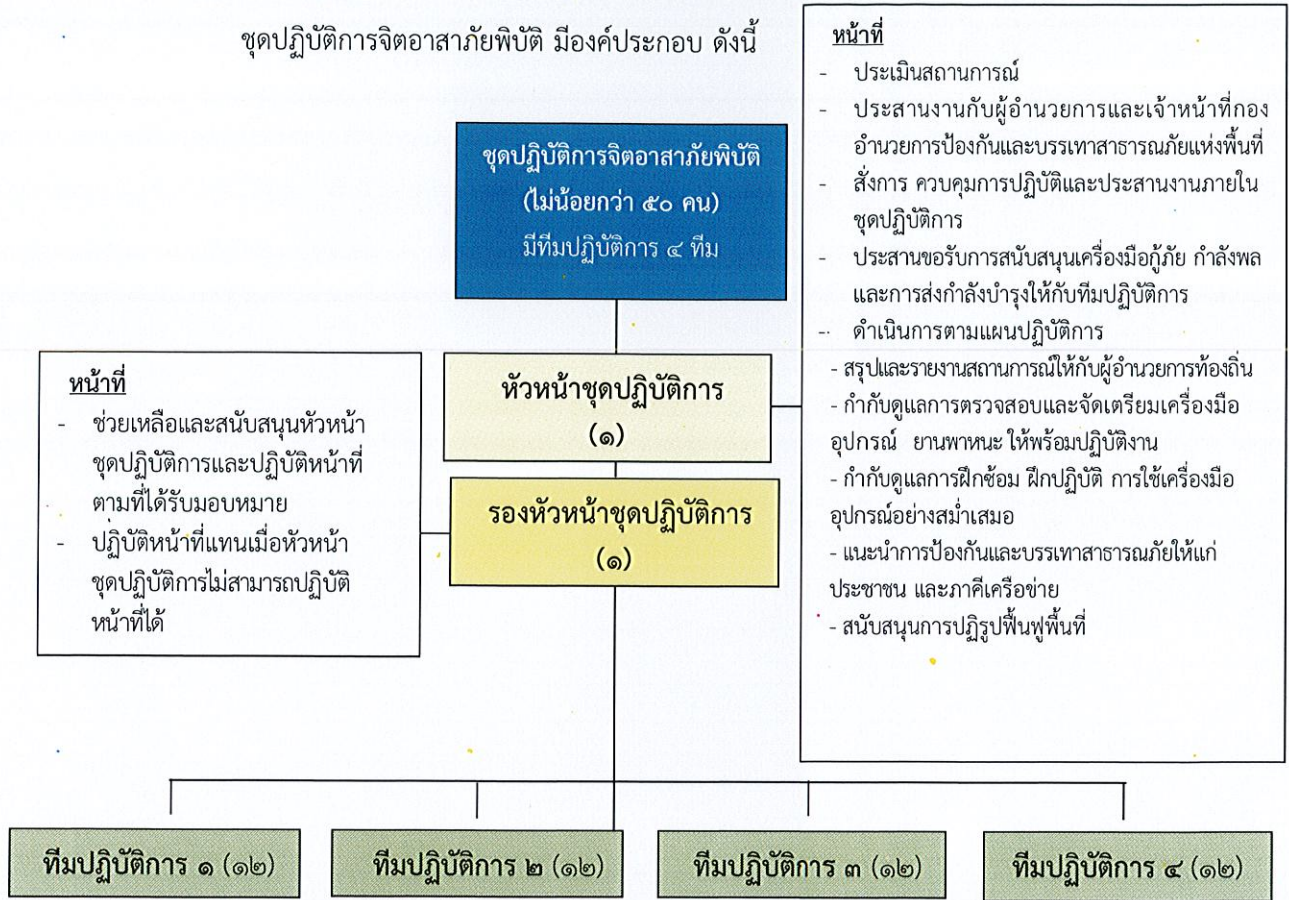 ชุดปฏิบัติการจิตอาสาภัยพิบัติ มีองค์ประกอบ ดังนี้
ชุดปฏิบัติการจิตอาสาภัยพิบัติ
(ไม่น้อยกว่า ๕๐ คน)
มีทีมปฏิบัติการ ๔ ทีม
หน้าที่
- ประเมินสถานการณ์
- ประสานงานกับผู้อำนวยการและเจ้าหน้าที่กอง
อำนวยการป้องกันและบรรเทาสาธารณภัยแห่งพื้นที่
- สั่งการ ควบคุมการปฏิบัติและประสานงานภายใน
ชุดปฏิบัติการ
- ประสานขอรับการสนับสนุนเครื่องมือกู้ภัย กำลังพล
และการส่งกำลังบำรุงให้กับทีมปฏิบัติการ
- ดำเนินการตามแผนปฏิบัติการ
- สรุปและรายงานสถานการณ์ให้กับผู้อำนวยการท้องถิ่น
- กำกับดูแลการตรวจสอบและจัดเตรียมเครื่องมือ
อุปกรณ์ ยานพาหนะ ให้พร้อมปฏิบัติงาน
- กำกับดูแลการฝึกซ้อม ฝึกปฏิบัติ การใช้เครื่องมือ
อุปกรณ์อย่างสม่ำเสมอ
- แนะนำการป้องกันและบรรเทาสาธารณภัยให้แก่
ประชาชน และภาคีเครือข่าย
- สนับสนุนการปฏิรูปฟื้นฟูพื้นที่
หัวหน้าชุดปฏิบัติการ
(๑)
รองหัวหน้าชุดปฏิบัติการ
(๑)
หน้าที่
- ช่วยเหลือและสนับสนุนหัวหน้า
ชุดปฏิบัติการและปฏิบัติหน้าที่
ตามที่ได้รับมอบหมาย
- ปฏิบัติหน้าที่แทนเมื่อหัวหน้า
ชุดปฏิบัติการไม่สามารถปฏิบัติ
หน้าที่ได้
ทีมปฏิบัติการ ๑ (๑๒)
ทีมปฏิบัติการ ๒ (๑๒)
ทีมปฏิบัติการ ๓ (๑๒)
ทีมปฏิบัติการ ๔ (๑๒)